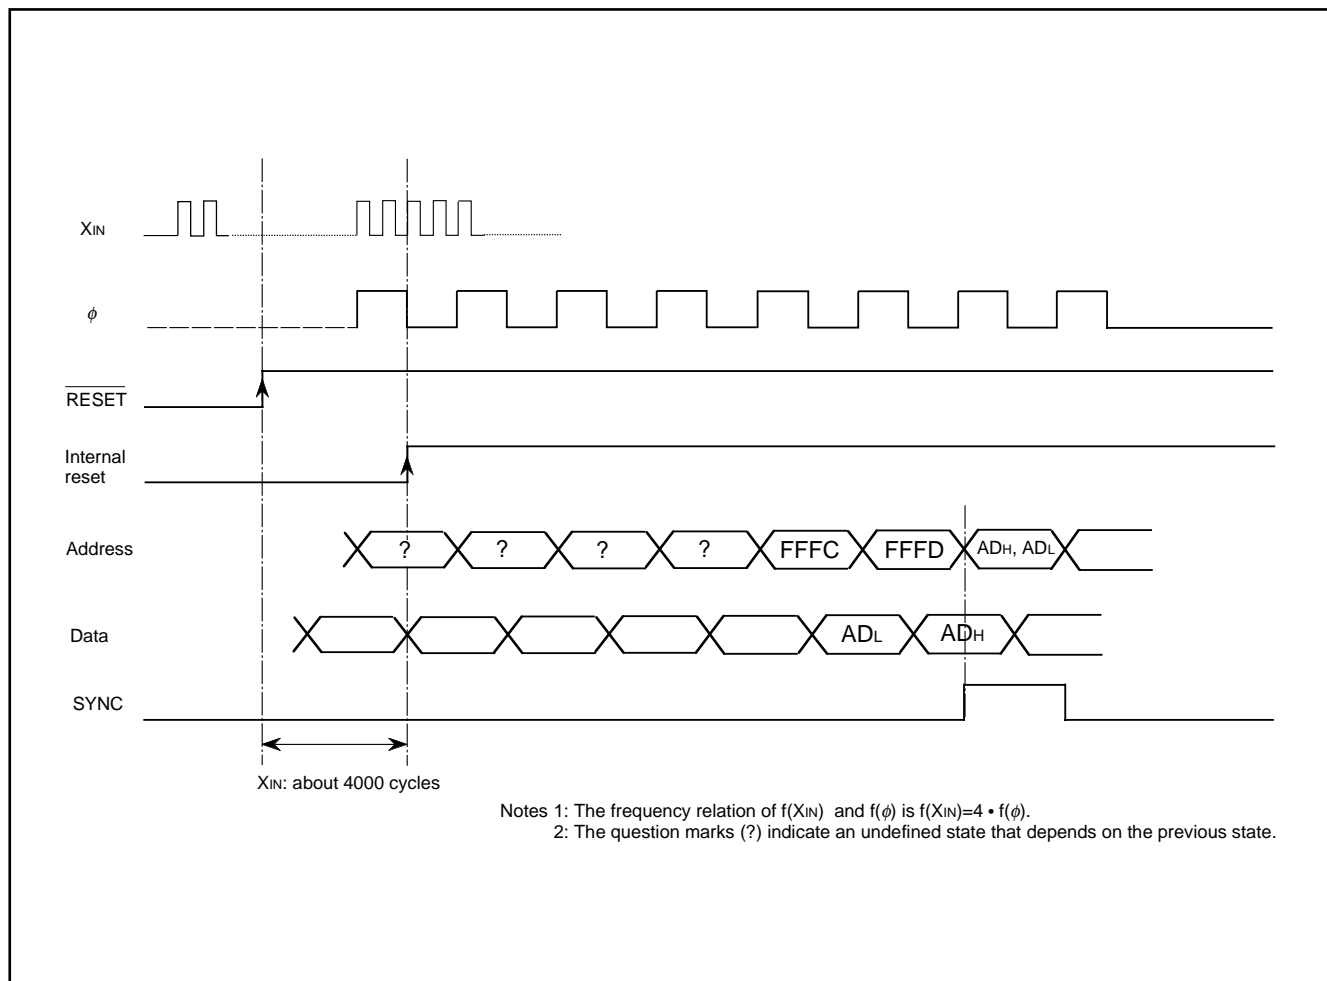 XIN
ϕ
RESET
Internal
reset
Address
? ? ? ? FFFC FFFD ADH, ADL
Data
ADL ADH
SYNC
XIN: about 4000 cycles
Notes 1: The frequency relation of f(XIN) and f(ϕ) is f(XIN)=4 • f(ϕ).
2: The question marks (?) indicate an undefined state that depends on the previous state.